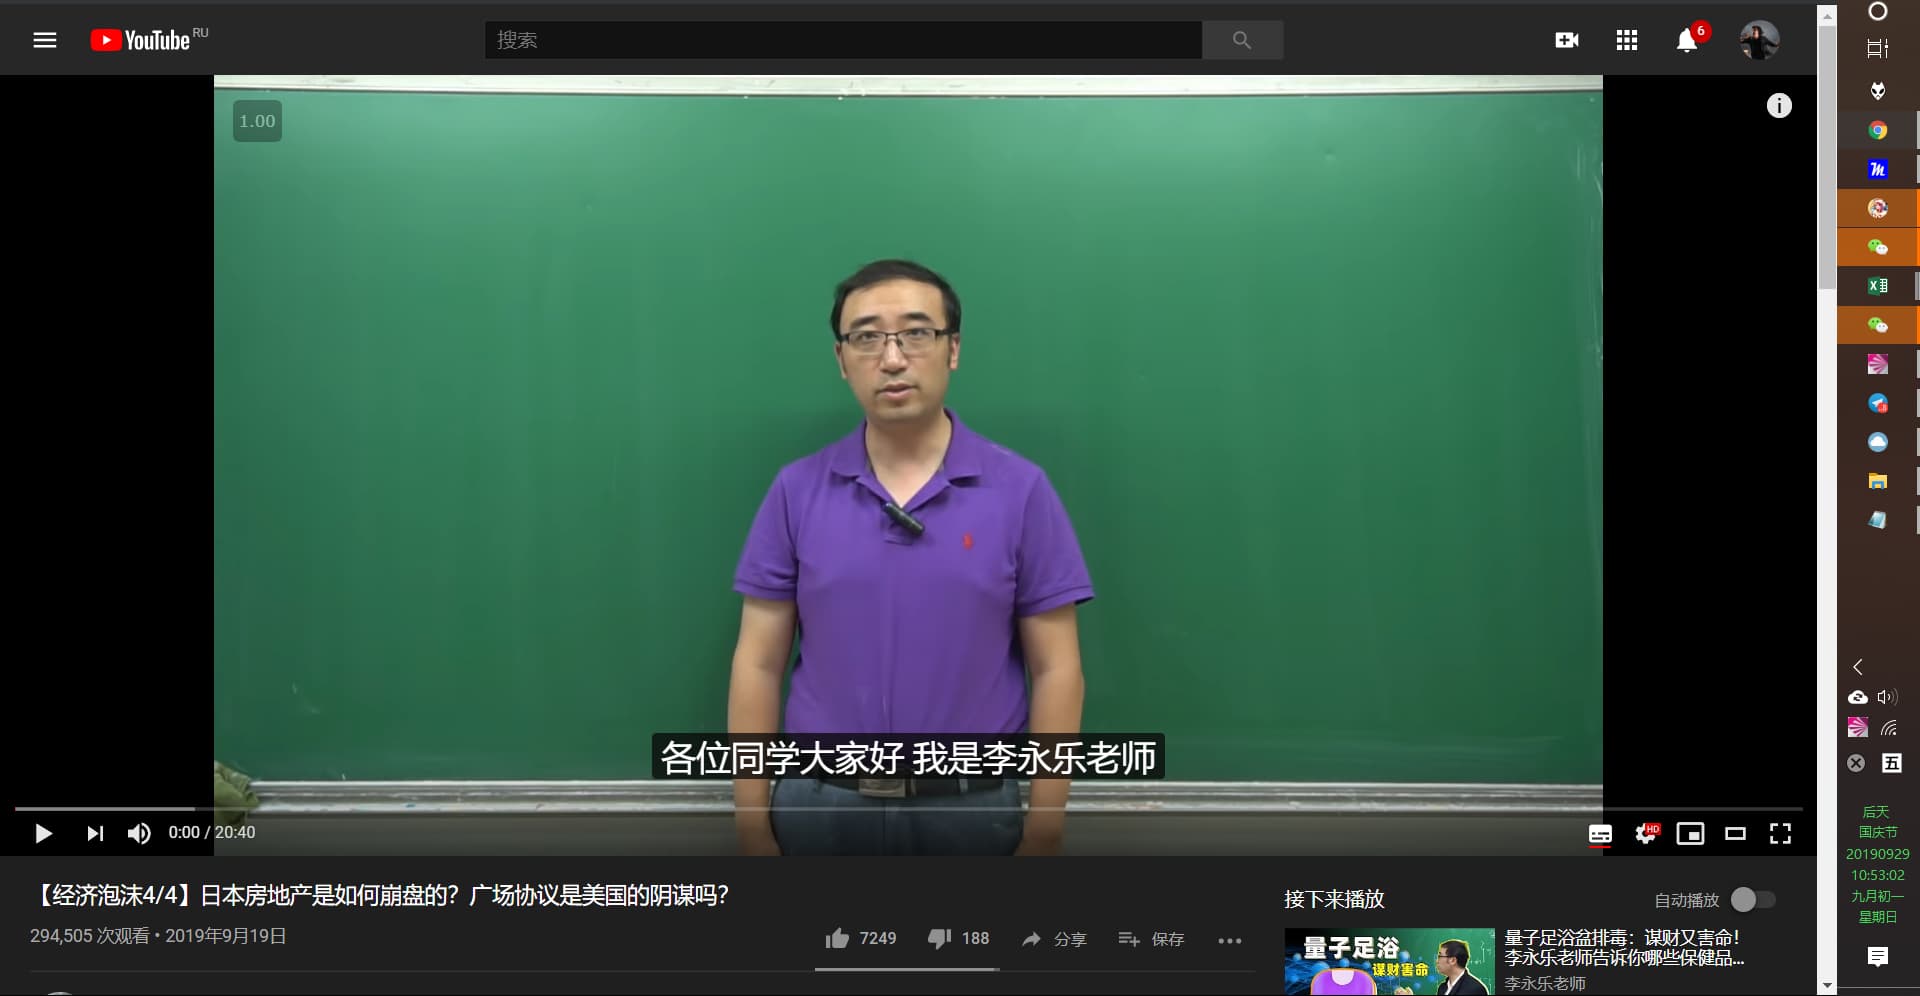 YouTube RU
搜索
6
1.00
各位同学大家好 我是李永乐老师
0:00 / 20:40
HD
【经济泡沫4/4】日本房地产是如何崩盘的？广场协议是美国的阴谋吗？
294,505 次观看 • 2019年9月19日
7249
188
分享
保存
接下来播放
自动播放
量子足浴
谋财害命
量子足浴盆排毒：谋财又害命！
李永乐老师告诉你哪些保健品...
李永乐老师
五
后天
国庆节
20190929
10:53:02
九月初一
星期日